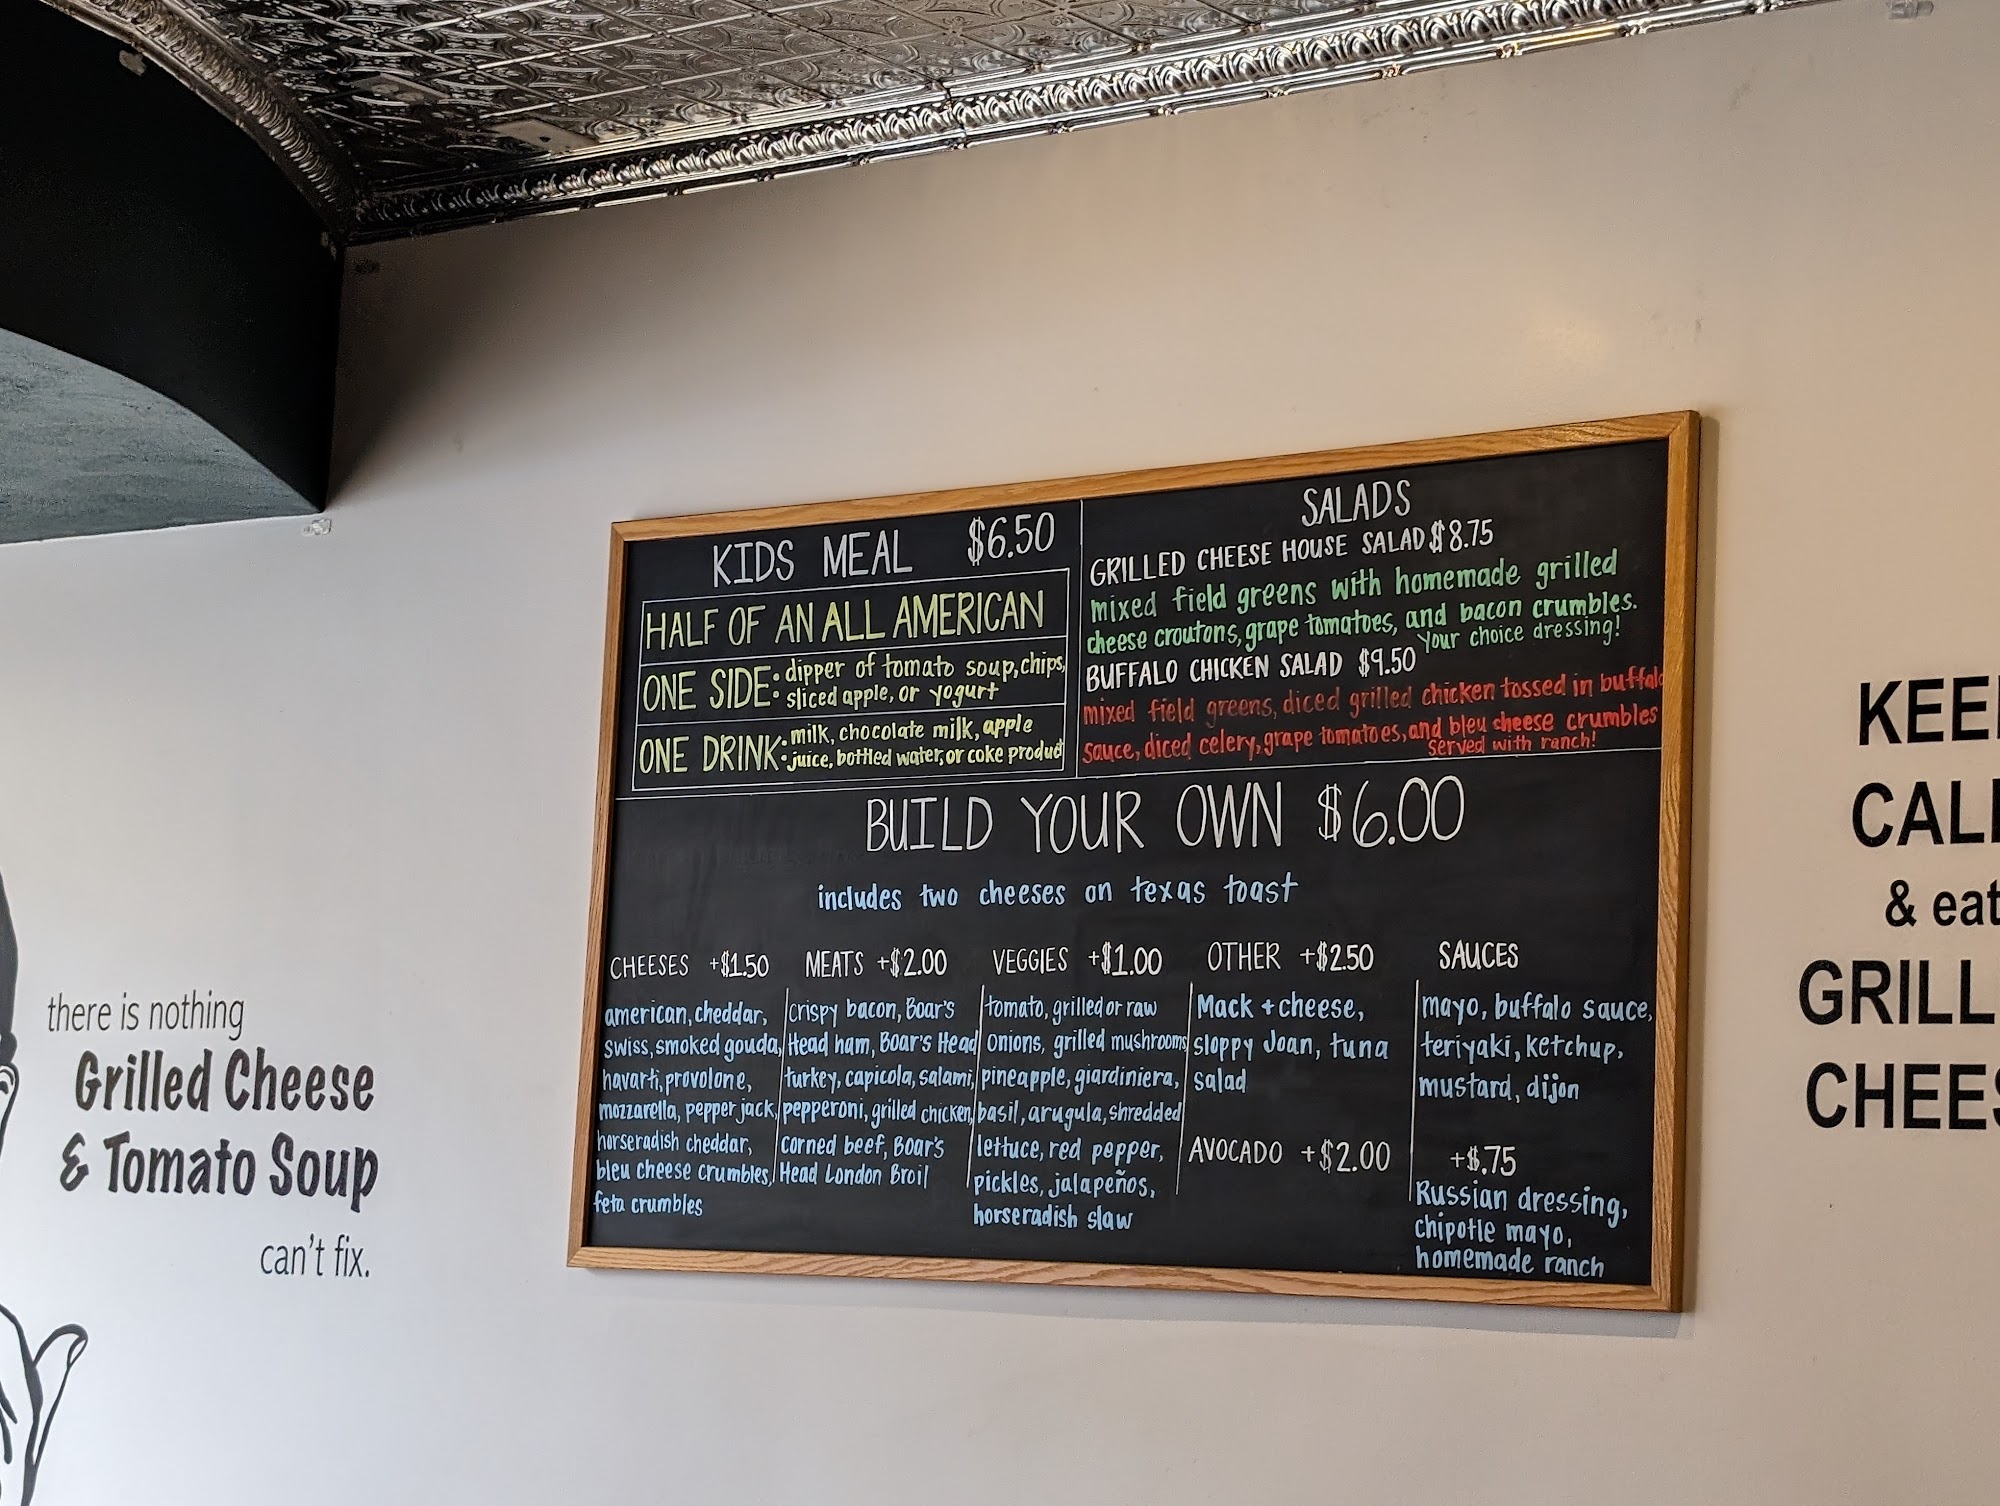 there is nothing
Grilled Cheese
& Tomato Soup
can't fix.
KIDS MEAL $6.50
HALF OF AN ALL AMERICAN
ONE SIDE: dipper of tomato soup, chips,
sliced apple, or yogurt
ONE DRINK: milk, chocolate milk, apple
juice, bottled water, or coke product
SALADS
GRILLED CHEESE HOUSE SALAD $8.75
mixed field greens with homemade grilled
cheese croutons, grape tomatoes, and bacon crumbles.
your choice dressing!
BUFFALO CHICKEN SALAD $9.50
mixed field greens, diced grilled chicken tossed in buffalo
sauce, diced celery, grape tomatoes, and bleu cheese crumbles
served with ranch!
BUILD YOUR OWN $6.00
includes two cheeses on texas toast
CHEESES +$1.50
american, cheddar,
swiss, smoked gouda,
havarti, provolone,
mozzarella, pepper jack,
horseradish cheddar,
bleu cheese crumbles,
feta crumbles
MEATS +$2.00
crispy bacon, Boar's
Head ham, Boar's Head
turkey, capicola, salami,
pepperoni, grilled chicken,
corned beef, Boar's
Head London Broil
VEGGIES +$1.00
tomato, grilled or raw
onions, grilled mushrooms
pineapple, giardiniera,
basil, arugula, shredded
lettuce, red pepper,
pickles, jalapeños,
horseradish slaw
OTHER +$2.50
Mack + cheese,
sloppy Joan, tuna
salad
AVOCADO +$2.00
SAUCES
mayo, buffalo sauce,
teriyaki, ketchup,
mustard, dijon
+$.75
Russian dressing,
chipotle mayo,
homemade ranch
KEE
CAL
& eat
GRILL
CHEES